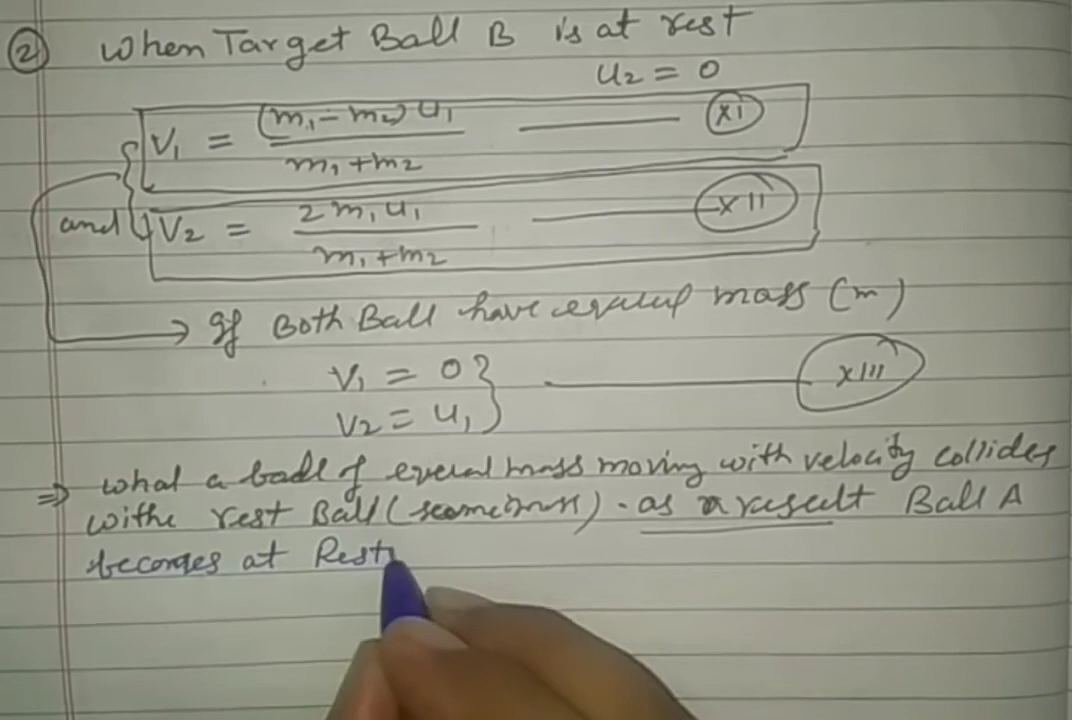 ② When Target Ball B is at rest
u₂ = 0
V₁ = (m₁ - m₂) u₁ / m₁ + m₂ —— (XI)
and V₂ = 2 m₁ u₁ / m₁ + m₂ —— (XII)
→ If Both Ball have equal mass (m)
V₁ = 0
V₂ = u₁ } —— (XIII)
⇒ what a ball of equal mass moving with velocity collides
withe rest Ball (same mass) - as a result Ball A
becomes at Rest